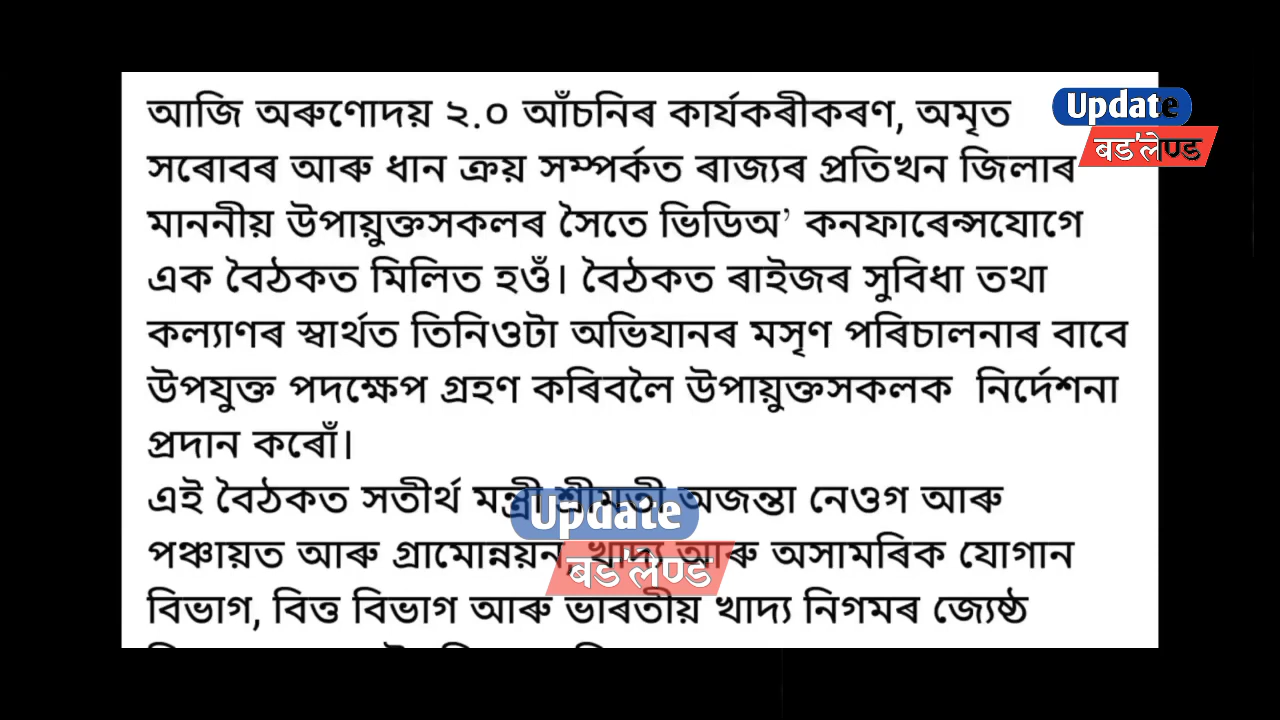 আজি অৰুণোদয় ২.০ আঁচনিৰ কাৰ্যকৰীকৰণ, অমৃত
সৰোবৰ আৰু ধান ক্ৰয় সম্পৰ্কত ৰাজ্যৰ প্ৰতিখন জিলাৰ
মাননীয় উপায়ুক্তসকলৰ সৈতে ভিডিঅ’ কনফাৰেন্সযোগে
এক বৈঠকত মিলিত হওঁ। বৈঠকত ৰাইজৰ সুবিধা তথা
কল্যাণৰ স্বাৰ্থত তিনিওটা অভিযানৰ মসৃণ পৰিচালনাৰ বাবে
উপযুক্ত পদক্ষেপ গ্ৰহণ কৰিবলৈ উপায়ুক্তসকলক নিৰ্দেশনা
প্ৰদান কৰোঁ।
এই বৈঠকত সতীৰ্থ মন্ত্ৰী শ্ৰীমতী অজন্তা নেওগ আৰু
পঞ্চায়ত আৰু গ্ৰামোন্নয়ন, খাদ্য আৰু অসামৰিক যোগান
বিভাগ, বিত্ত বিভাগ আৰু ভাৰতীয় খাদ্য নিগমৰ জ্যেষ্ঠ
Update
बड'लेण्ड
Update
बड'लेण्ड